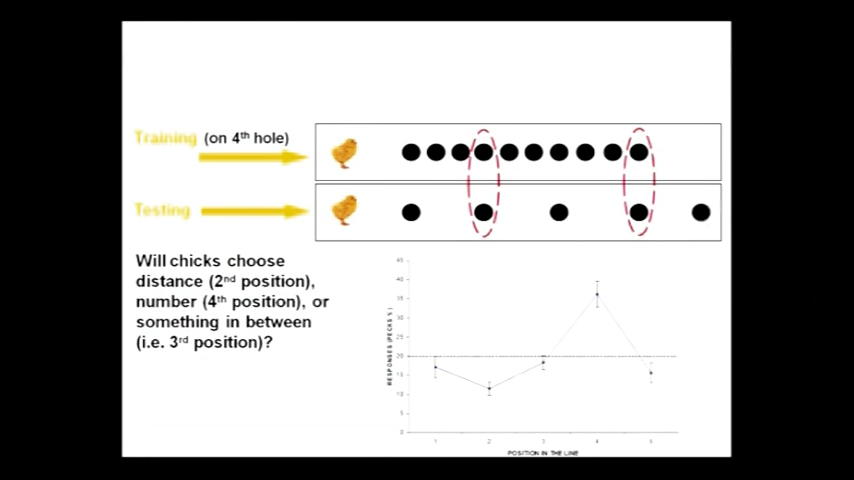 Training (on 4th hole)
Testing
Will chicks choose
distance (2nd position),
number (4th position), or
something in between
(i.e. 3rd position)?
45
40
35
30
25
20
15
10
5
0
RESPONSES (PECKS %)
1 2 3 4 5
POSITION IN THE LINE